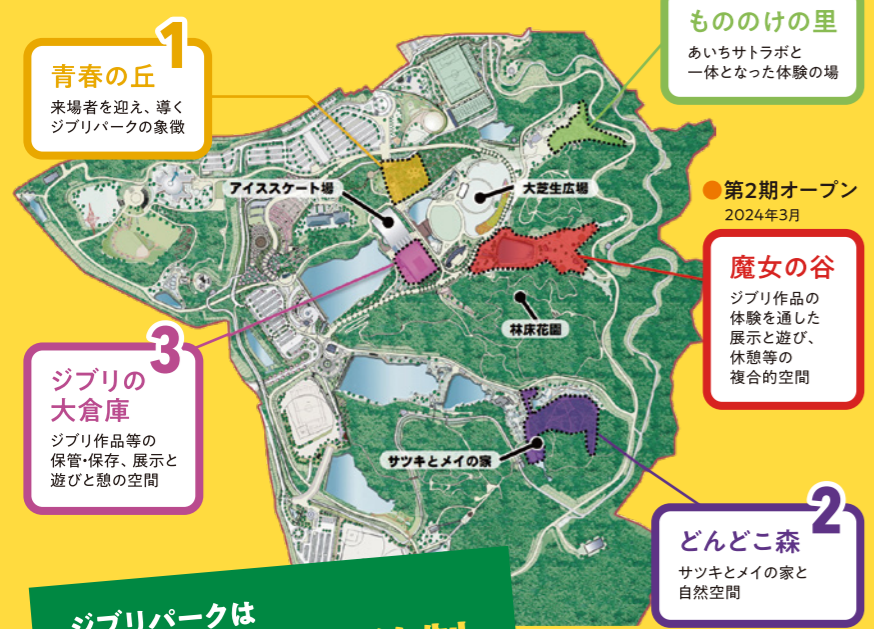 もののけの里
あいちサトラボと
一体となった体験の場
1
青春の丘
来場者を迎え、導く
ジブリパークの象徴
アイススケート場
大芝生広場
●第2期オープン
2024年3月
魔女の谷
ジブリ作品の
体験を通した
展示と遊び、
休憩等の
複合的空間
林床花園
3
ジブリの
大倉庫
ジブリ作品等の
保管・保存、展示と
遊びと憩の空間
サツキとメイの家
2
どんどこ森
サツキとメイの家と
自然空間
ジブリパークは